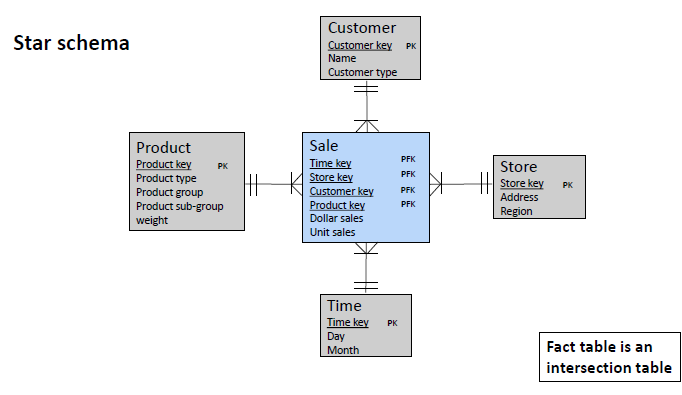 Star schema
Customer
Customer key PK
Name
Customer type
Product
Product key PK
Product type
Product group
Product sub-group
weight
Sale
Time key PFK
Store key PFK
Customer key PFK
Product key PFK
Dollar sales
Unit sales
Store
Store key PK
Address
Region
Time
Time key PK
Day
Month
Fact table is an
intersection table